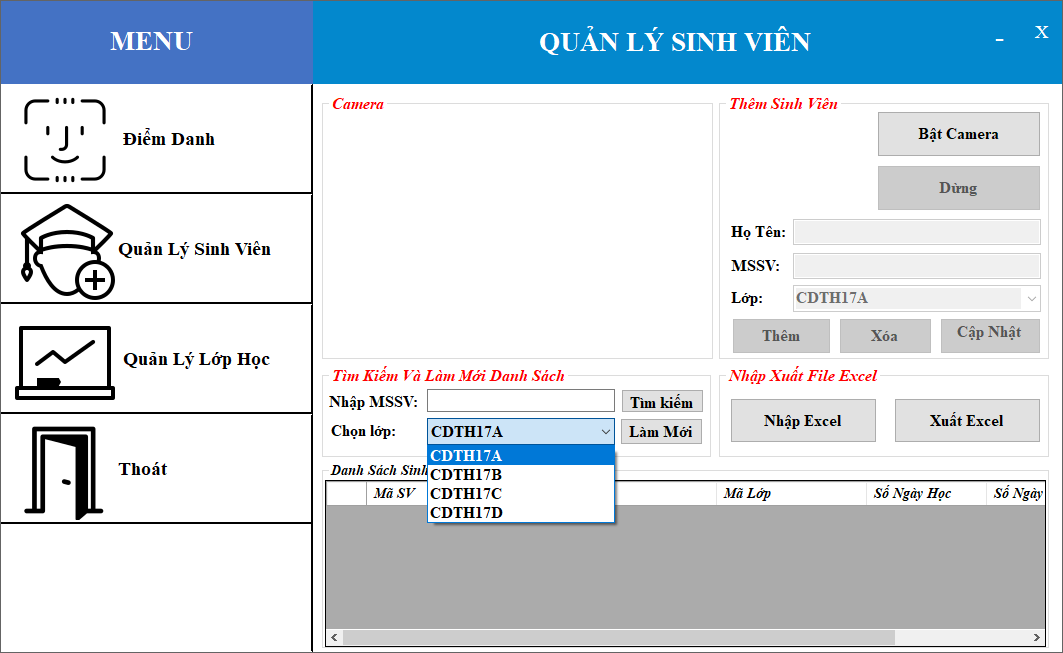 MENU
QUẢN LÝ SINH VIÊN
-
X
Điểm Danh
Quản Lý Sinh Viên
Quản Lý Lớp Học
Thoát
Camera
Thêm Sinh Viên
Bật Camera
Dừng
Họ Tên:
MSSV:
Lớp:
CDTH17A
Thêm
Xóa
Cập Nhật
Tìm Kiếm Và Làm Mới Danh Sách
Nhập MSSV:
Tìm kiếm
Chọn lớp:
CDTH17A
Làm Mới
CDTH17A
CDTH17B
CDTH17C
CDTH17D
Nhập Xuất File Excel
Nhập Excel
Xuất Excel
Danh Sách Sinh
Mã SV
Mã Lớp
Số Ngày Học
Số Ngày